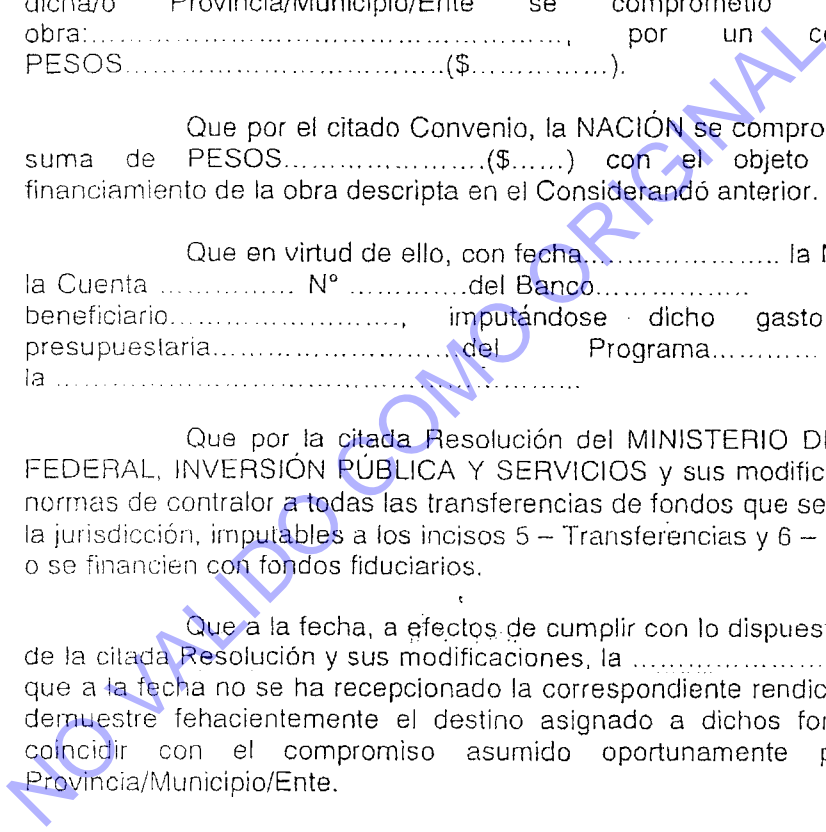 dicha/o Provincia/Municipio/Ente se comprometió
obra:................................................, por un
PESOS................................($...............).
Que por el citado Convenio, la NACIÓN se compro
suma de PESOS.....................($......) con el objeto
financiamiento de la obra descripta en el Considerandó anterior.
Que en virtud de ello, con fecha...................... la
la Cuenta .............. Nº .............del Banco.................
beneficiario........................, imputándose dicho gasto
presupuestaria..........................del Programa............
la ......................................................
Que por la citada Resolución del MINISTERIO
FEDERAL, INVERSIÓN PÚBLICA Y SERVICIOS y sus modific
normas de contralor a todas las transferencias de fondos que se
la jurisdicción, imputables a los incisos 5 – Transferencias y 6 –
o se financien con fondos fiduciarios.
Que a la fecha, a efectos de cumplir con lo dispues
de la citada Resolución y sus modificaciones, la .....................
que a la fecha no se ha recepcionado la correspondiente rendic
demuestre fehacientemente el destino asignado a dichos for
coincidir con el compromiso asumido oportunamente
Provincia/Municipio/Ente.
NO VALIDO COMO ORIGINAL